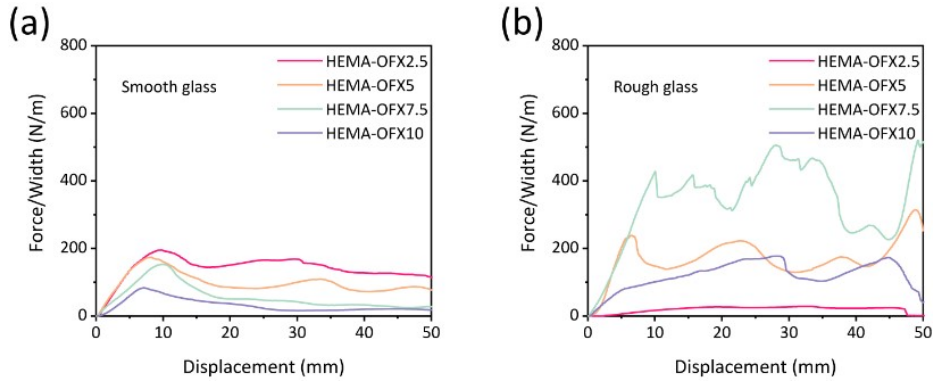 (a)
800
600
400
200
0
Force/Width (N/m)
Smooth glass
HEMA-OFX2.5
HEMA-OFX5
HEMA-OFX7.5
HEMA-OFX10
0 10 20 30 40 50
Displacement (mm)
(b)
800
600
400
200
0
Force/Width (N/m)
Rough glass
HEMA-OFX2.5
HEMA-OFX5
HEMA-OFX7.5
HEMA-OFX10
0 10 20 30 40 50
Displacement (mm)